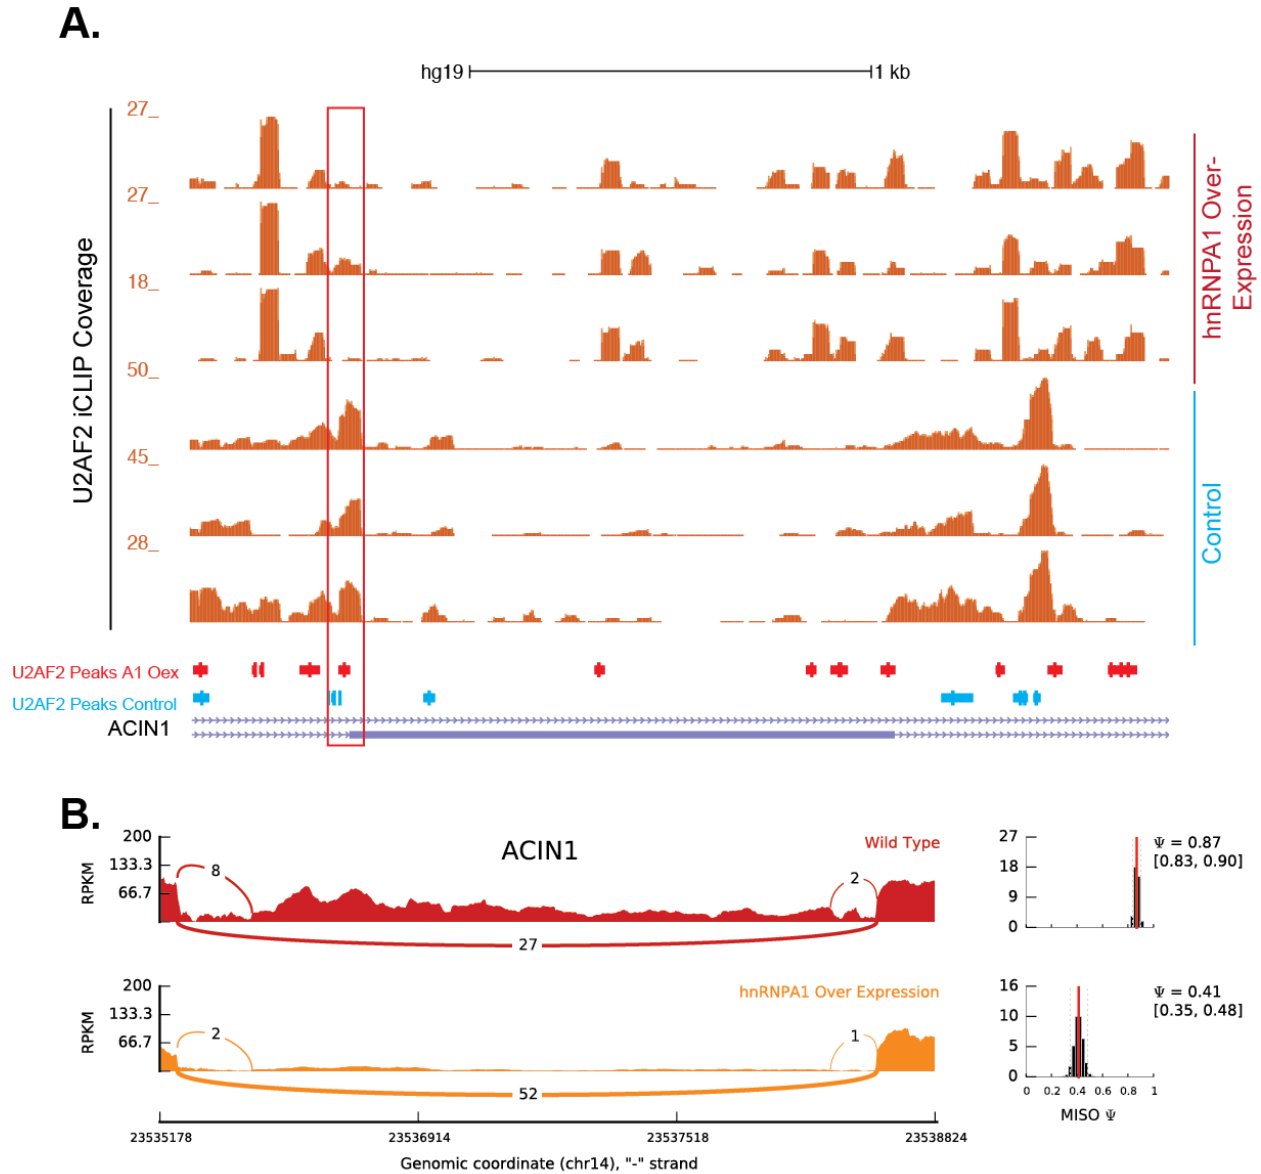 A.
hg19 1 kb
27_
27_
18_
50_
45_
28_
U2AF2 iCLIP Coverage
hnRNPA1 Over-
Expression
Control
U2AF2 Peaks A1 Oex
U2AF2 Peaks Control
ACIN1
B.
ACIN1
Wild Type
RPKM
200
133.3
66.7
8
2
27
27
18
9
0
Ψ = 0.87
[0.83, 0.90]
hnRNPA1 Over Expression
RPKM
200
133.3
66.7
2
1
52
16
10
5
0
Ψ = 0.41
[0.35, 0.48]
0 0.2 0.4 0.6 0.8 1
MISO Ψ
23535178 23536914 23537518 23538824
Genomic coordinate (chr14), "-" strand